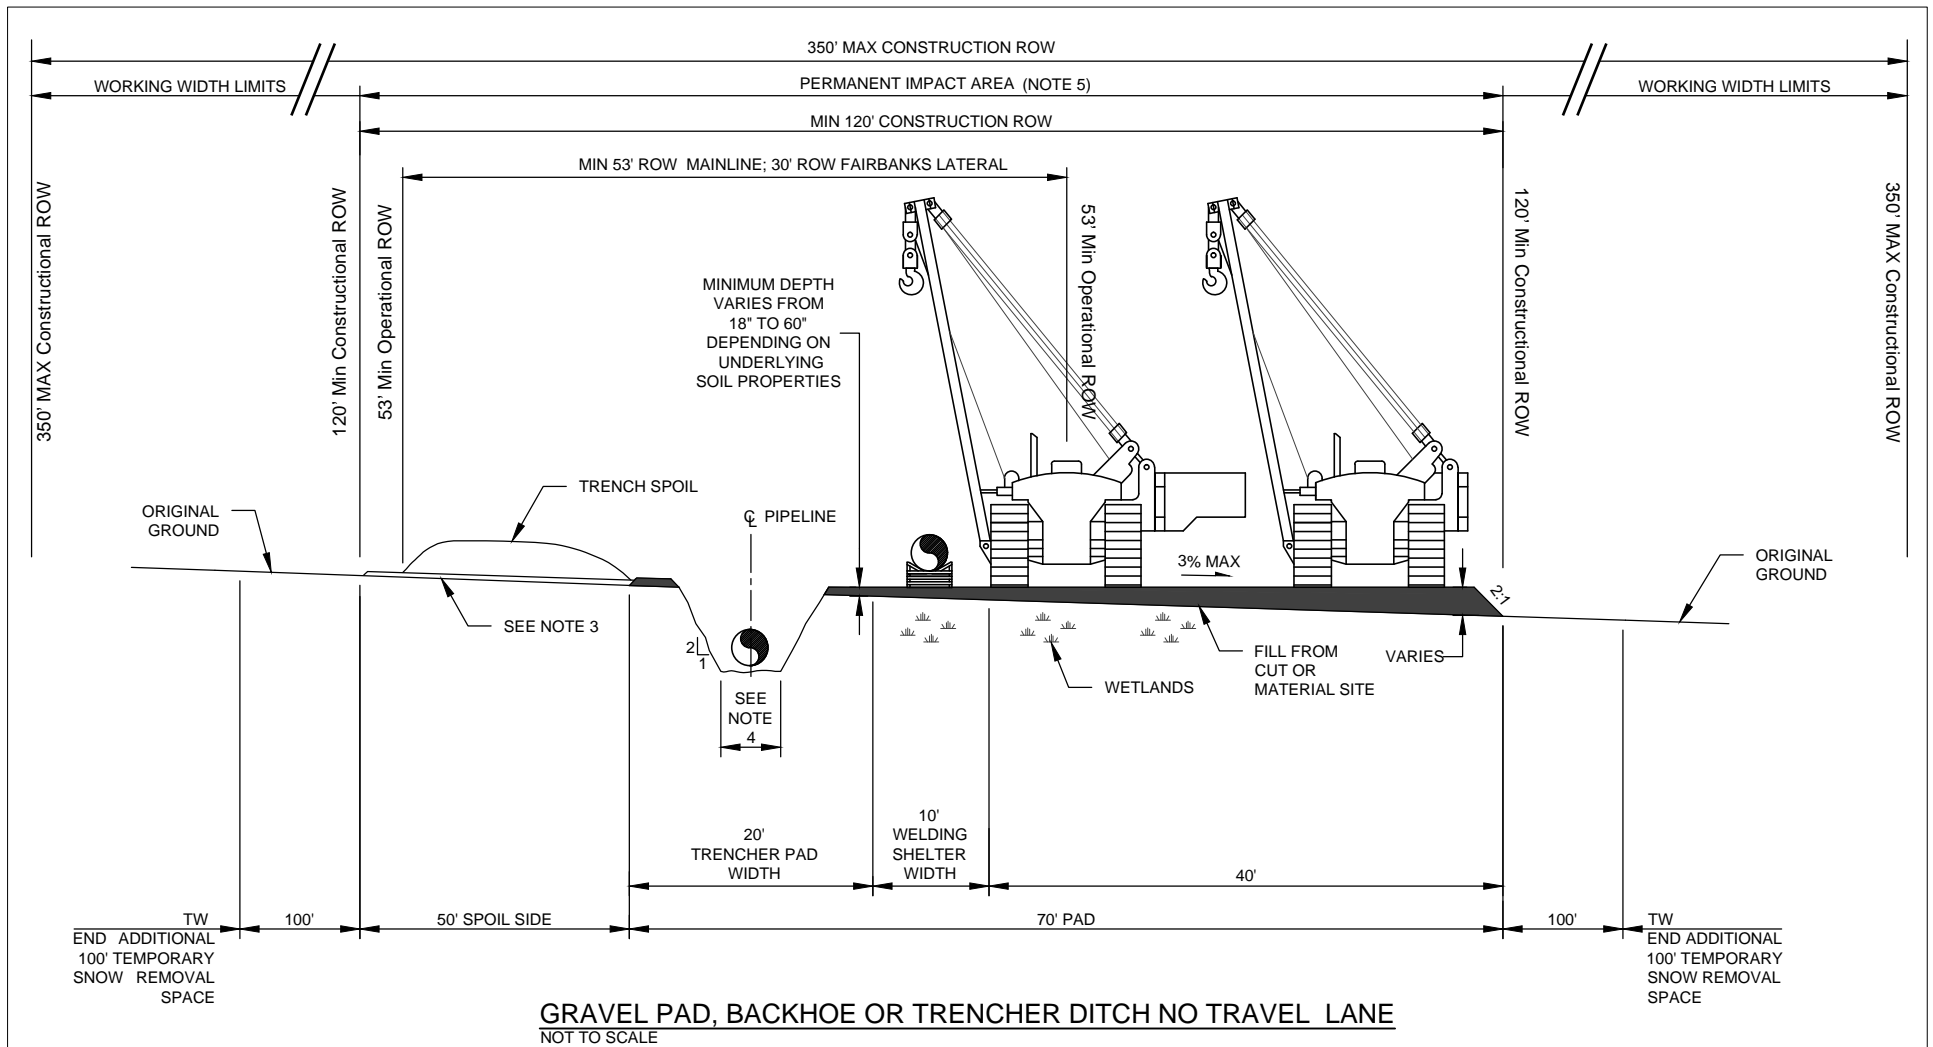 350' MAX CONSTRUCTION ROW
WORKING WIDTH LIMITS
PERMANENT IMPACT AREA (NOTE 5)
WORKING WIDTH LIMITS
MIN 120' CONSTRUCTION ROW
MIN 53' ROW MAINLINE; 30' ROW FAIRBANKS LATERAL
350' MAX Constructional ROW
120' Min Constructional ROW
53' Min Operational ROW
53' Min Operational ROW
120' Min Constructional ROW
350' MAX Constructional ROW
MINIMUM DEPTH
VARIES FROM
18" TO 60"
DEPENDING ON
UNDERLYING
SOIL PROPERTIES
TRENCH SPOIL
ORIGINAL
GROUND
℄ PIPELINE
3% MAX
ORIGINAL
GROUND
2:1
SEE NOTE 3
2
1
FILL FROM
CUT OR
MATERIAL SITE
VARIES
WETLANDS
SEE
NOTE
4
20'
TRENCHER PAD
WIDTH
10'
WELDING
SHELTER
WIDTH
40'
TW
100'
50' SPOIL SIDE
70' PAD
100'
TW
END ADDITIONAL
100' TEMPORARY
SNOW REMOVAL
SPACE
END ADDITIONAL
100' TEMPORARY
SNOW REMOVAL
SPACE
GRAVEL PAD, BACKHOE OR TRENCHER DITCH NO TRAVEL LANE
NOT TO SCALE